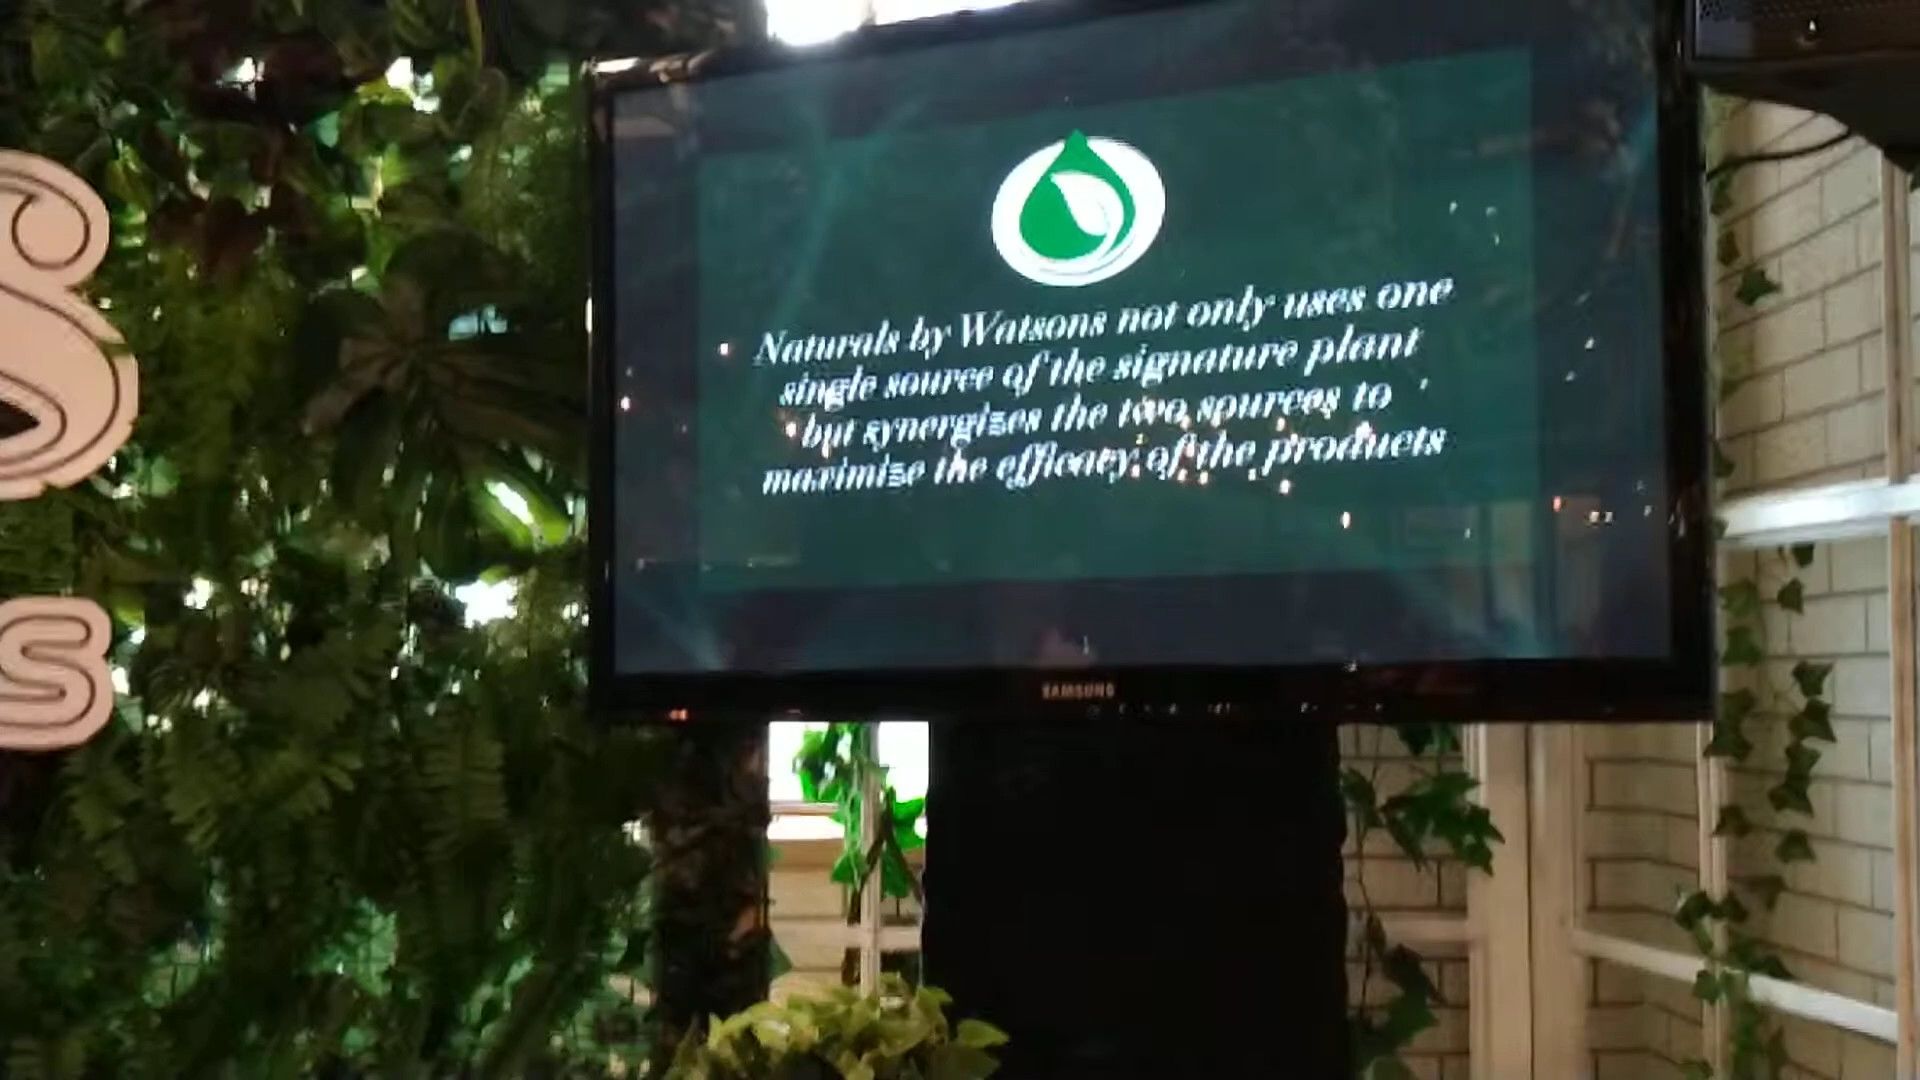 Naturals by Watsons not only uses one
single source of the signature plant
but synergizes the two sources to
maximize the efficacy of the products
SAMSUNG
s
s